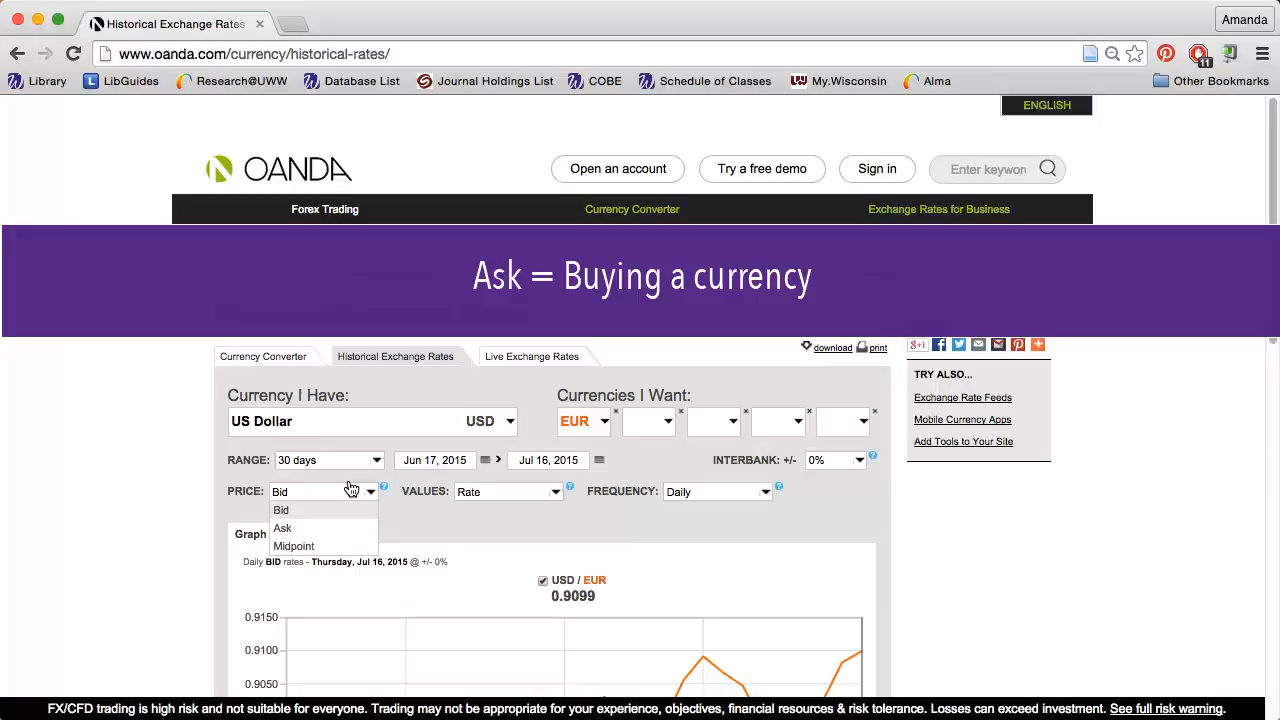 Historical Exchange Rates
Amanda
www.oanda.com/currency/historical-rates/
11
Library LibGuides Research@UWW Database List Journal Holdings List COBE Schedule of Classes My.Wisconsin Alma Other Bookmarks
ENGLISH
OANDA Open an account Try a free demo Sign in Enter keywor
Forex Trading Currency Converter Exchange Rates for Business
Ask = Buying a currency
Currency Converter Historical Exchange Rates Live Exchange Rates download print g+1
Currency I Have: Currencies I Want:
US Dollar USD EUR
RANGE: 30 days Jun 17, 2015 > Jul 16, 2015 INTERBANK: +/- 0% ?
PRICE: Bid ? VALUES: Rate ? FREQUENCY: Daily ?
Bid
Ask
Midpoint
TRY ALSO...
Exchange Rate Feeds
Mobile Currency Apps
Add Tools to Your Site
Graph
Daily BID rates - Thursday, Jul 16, 2015 @ +/- 0%
USD / EUR
0.9099
0.9150
0.9100
0.9050
FX/CFD trading is high risk and not suitable for everyone. Trading may not be appropriate for your experience, objectives, financial resources & risk tolerance. Losses can exceed investment. See full risk warning.